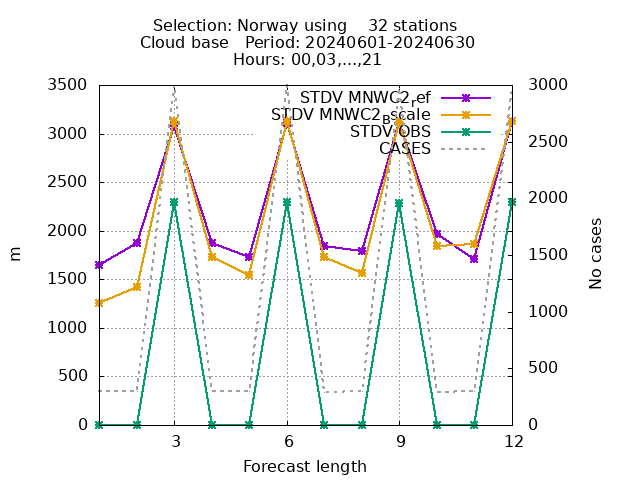 Selection: Norway using    32 stations
Cloud base   Period: 20240601-20240630
Hours: 00,03,...,21
3500
3000
2500
2000
1500
1000
500
0
m
3000
2500
2000
1500
1000
500
0
No cases
STDV MNWC2_ref
STDV MNWC2_Bscale
STDV OBS
CASES
3
6
9
12
Forecast length